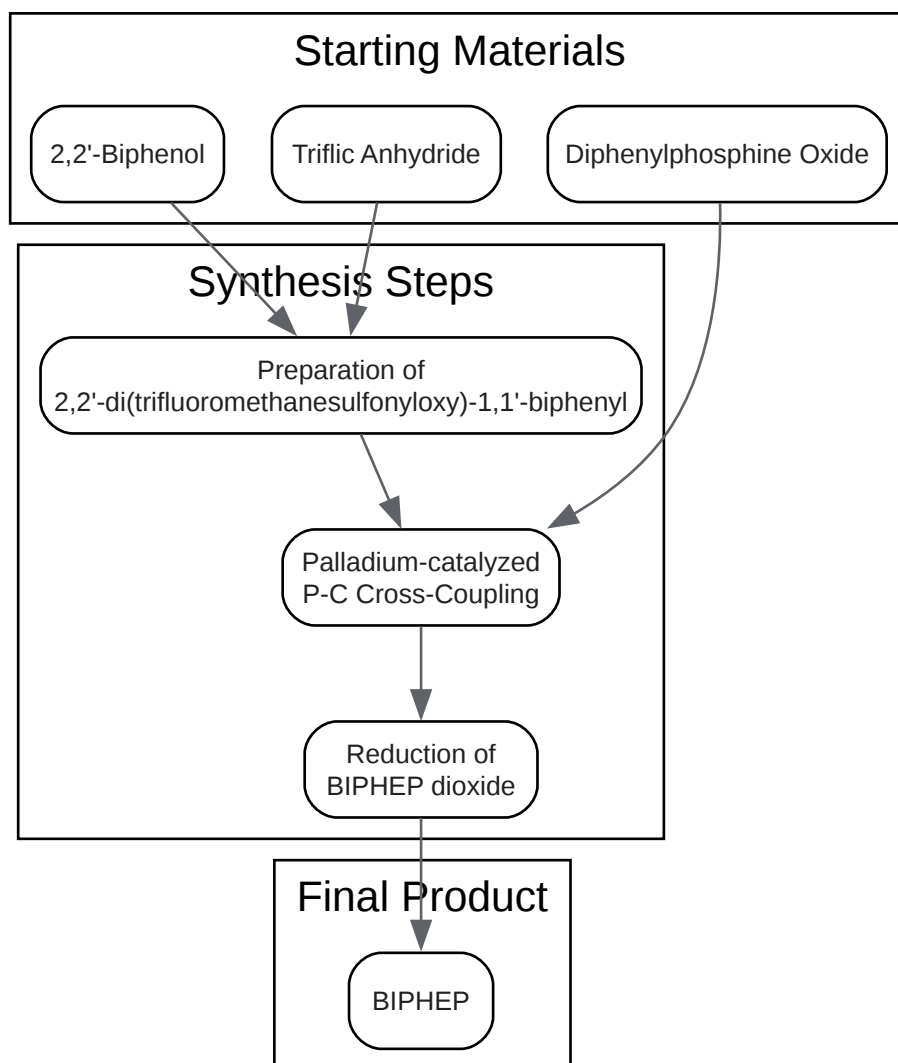 Starting Materials
2,2'-Biphenol
Triflic Anhydride
Diphenylphosphine Oxide
Synthesis Steps
Preparation of
2,2'-di(trifluoromethanesulfonyloxy)-1,1'-biphenyl
Palladium-catalyzed
P-C Cross-Coupling
Reduction of
BIPHEP dioxide
Final Product
BIPHEP